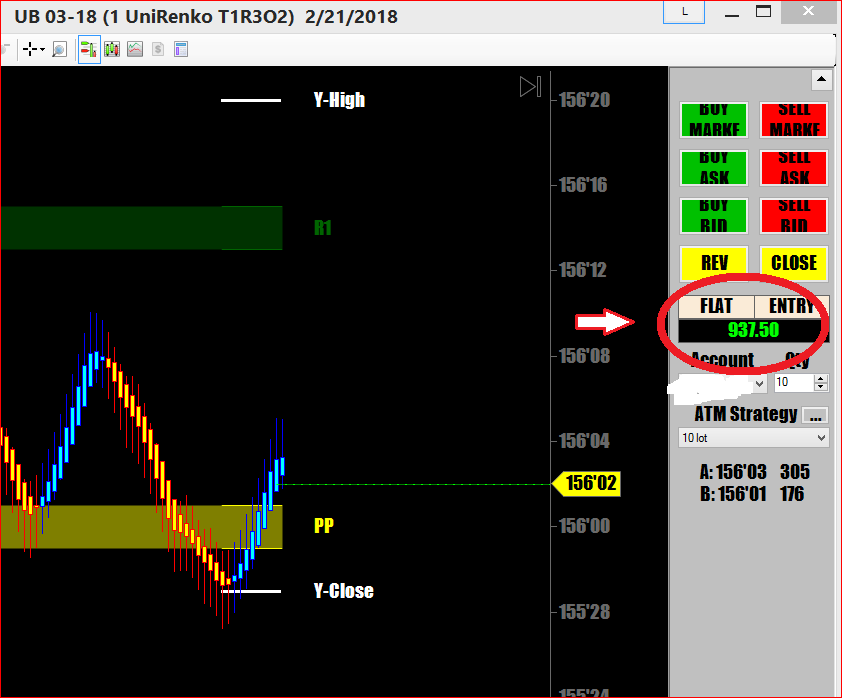 UB 03-18 (1 UniRenko T1R3O2) 2/21/2018
L
Y-High
156'20
BUY MARKE
SELL MARKE
156'16
BUY ASK
SELL ASK
R1
BUY BID
SELL BID
156'12
REV
CLOSE
FLAT
ENTRY
937.50
156'08
Account
Qty
10
ATM Strategy
...
156'04
10 lot
A: 156'03 305
156'02
B: 156'01 176
PP
156'00
Y-Close
155'28
155'24